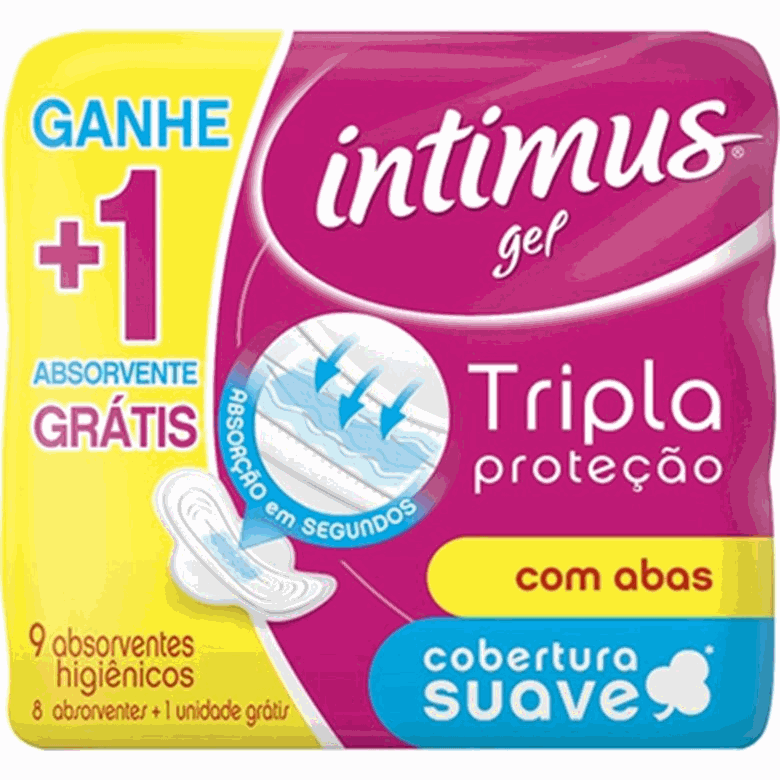 GANHE
+1
ABSORVENTE
GRÁTIS
intimus®
gel
ABSORÇÃO em SEGUNDOS
Tripla
proteção
com abas
cobertura
suave*
9 absorventes
higiênicos
8 absorventes + 1 unidade grátis